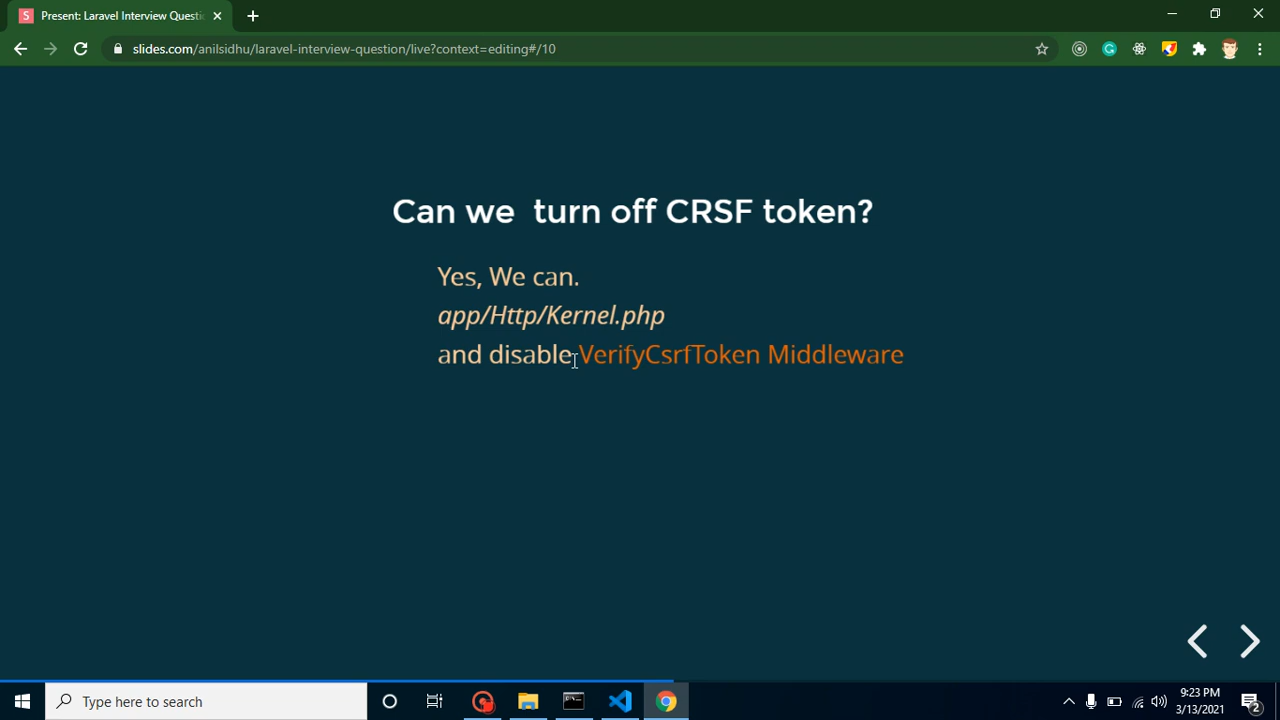 S Present: Laravel Interview Questi
slides.com/anilsidhu/laravel-interview-question/live?context=editing#/10
Can we turn off CRSF token?
Yes, We can.
app/Http/Kernel.php
and disable VerifyCsrfToken Middleware
Type here to search
9:23 PM
3/13/2021
2